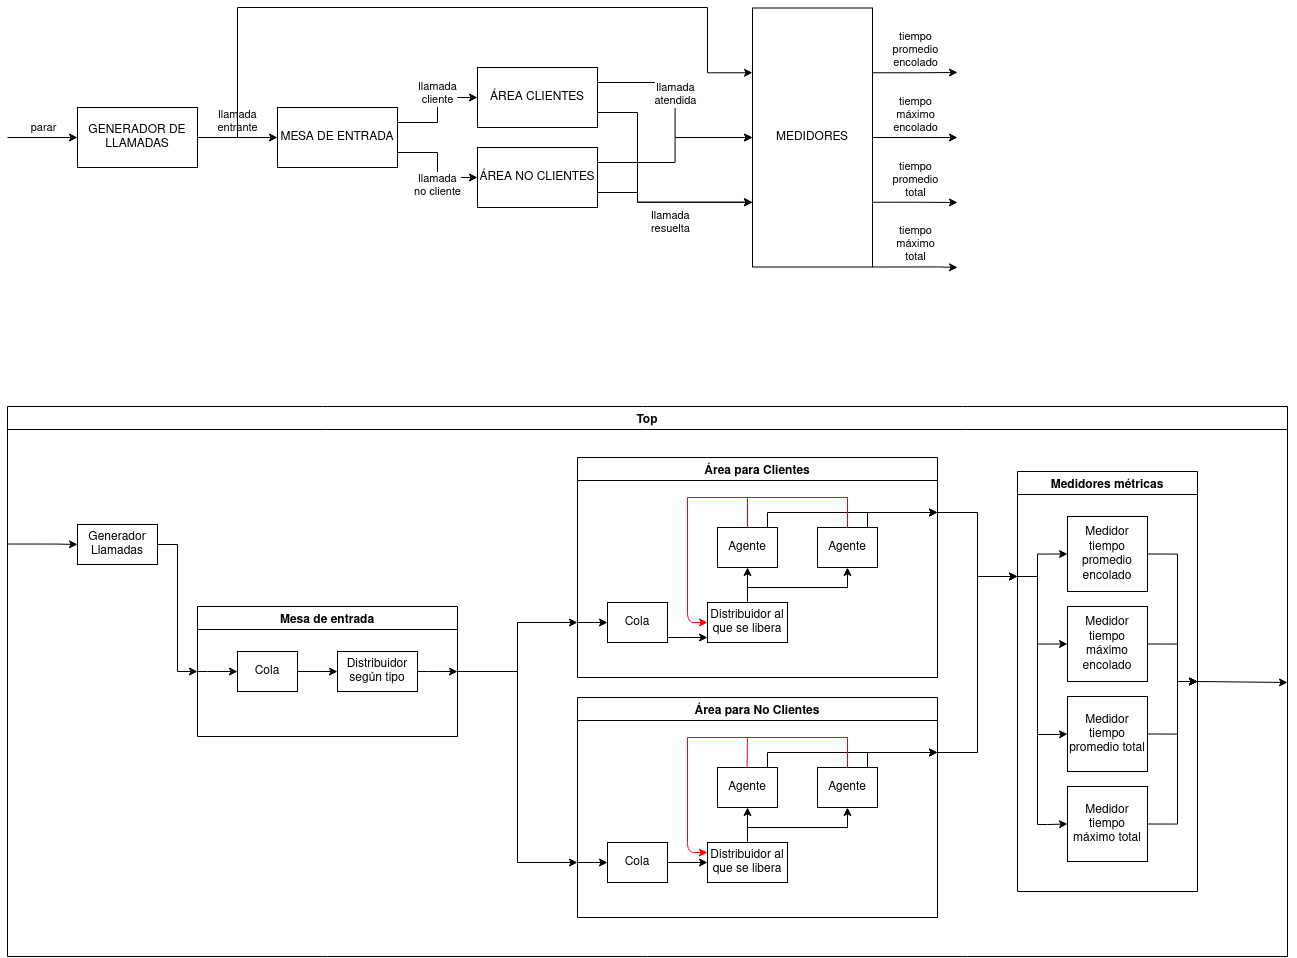 parar
GENERADOR DE
LLAMADAS
llamada
entrante
MESA DE ENTRADA
llamada
cliente
llamada
no cliente
ÁREA CLIENTES
ÁREA NO CLIENTES
llamada
atendida
llamada
resuelta
MEDIDORES
tiempo
promedio
encolado
tiempo
máximo
encolado
tiempo
promedio
total
tiempo
máximo
total
Top
Generador
Llamadas
Mesa de entrada
Cola
Distribuidor
según tipo
Área para Clientes
Agente
Agente
Cola
Distribuidor al
que se libera
Área para No Clientes
Agente
Agente
Cola
Distribuidor al
que se libera
Medidores métricas
Medidor
tiempo
promedio
encolado
Medidor
tiempo
máximo
encolado
Medidor
tiempo
promedio total
Medidor
tiempo
máximo total